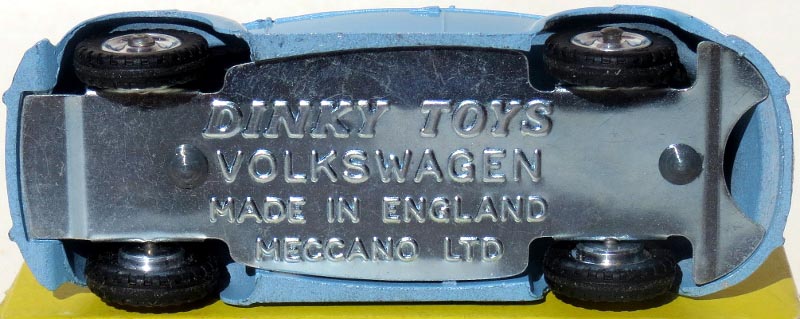 DINKY TOYS
VOLKSWAGEN
MADE IN ENGLAND
MECCANO LTD